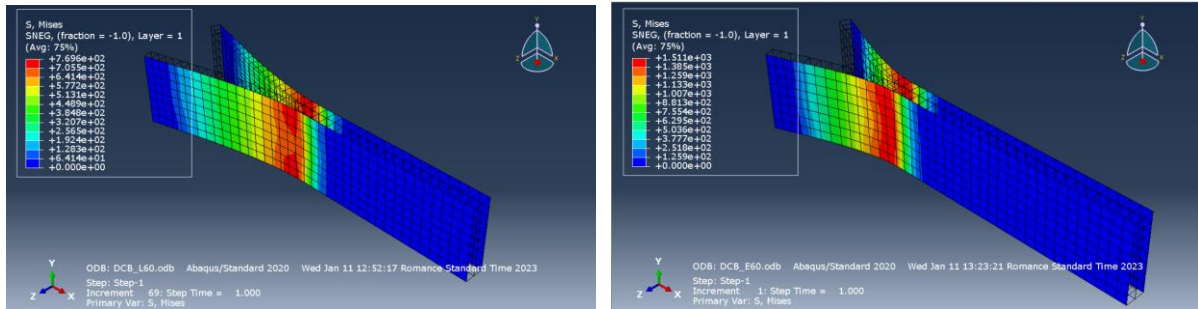 S, Mises
SNEG, (fraction = -1.0), Layer = 1
(Avg: 75%)
+7.696e+02
+7.055e+02
+6.414e+02
+5.772e+02
+5.131e+02
+4.489e+02
+3.848e+02
+3.207e+02
+2.565e+02
+1.924e+02
+1.283e+02
+6.414e+01
+0.000e+00
Y
Z
X
Y
Z
X
ODB: DCB_L60.odb Abaqus/Standard 2020 Wed Jan 11 12:52:17 Romance Standard Time 2023
Step: Step-1
Increment 69: Step Time = 1.000
Primary Var: S, Mises
S, Mises
SNEG, (fraction = -1.0), Layer = 1
(Avg: 75%)
+1.511e+03
+1.385e+03
+1.259e+03
+1.133e+03
+1.007e+03
+8.813e+02
+7.554e+02
+6.295e+02
+5.036e+02
+3.777e+02
+2.518e+02
+1.259e+02
+0.000e+00
Y
Z
X
Y
Z
X
ODB: DCB_E60.odb Abaqus/Standard 2020 Wed Jan 11 13:23:21 Romance Standard Time 2023
Step: Step-1
Increment 1: Step Time = 1.000
Primary Var: S, Mises